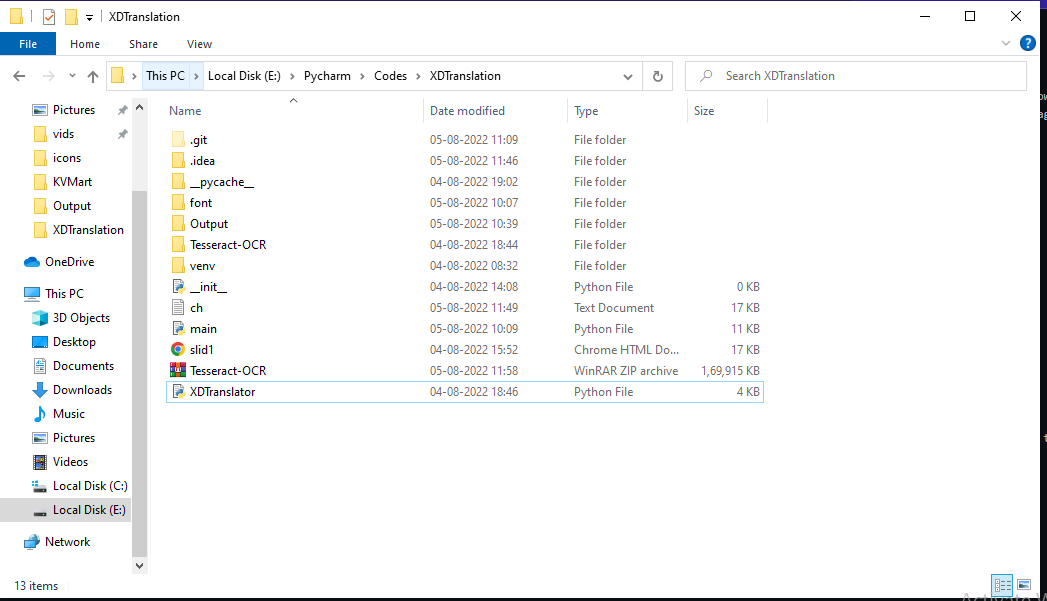 XDTranslation
File Home Share View
This PC Local Disk (E:) Pycharm Codes XDTranslation
Search XDTranslation
Pictures
vids
icons
KVMart
Output
XDTranslation
OneDrive
This PC
3D Objects
Desktop
Documents
Downloads
Music
Pictures
Videos
Local Disk (C:)
Local Disk (E:)
Network
Name Date modified Type Size
.git 05-08-2022 11:09 File folder
.idea 05-08-2022 11:46 File folder
__pycache__ 04-08-2022 19:02 File folder
font 05-08-2022 10:07 File folder
Output 05-08-2022 10:39 File folder
Tesseract-OCR 04-08-2022 18:44 File folder
venv 04-08-2022 08:32 File folder
__init__ 04-08-2022 14:08 Python File 0 KB
ch 05-08-2022 11:49 Text Document 17 KB
main 05-08-2022 10:09 Python File 11 KB
slid1 04-08-2022 15:52 Chrome HTML Do... 17 KB
Tesseract-OCR 05-08-2022 11:58 WinRAR ZIP archive 1,69,915 KB
XDTranslator 04-08-2022 18:46 Python File 4 KB
13 items